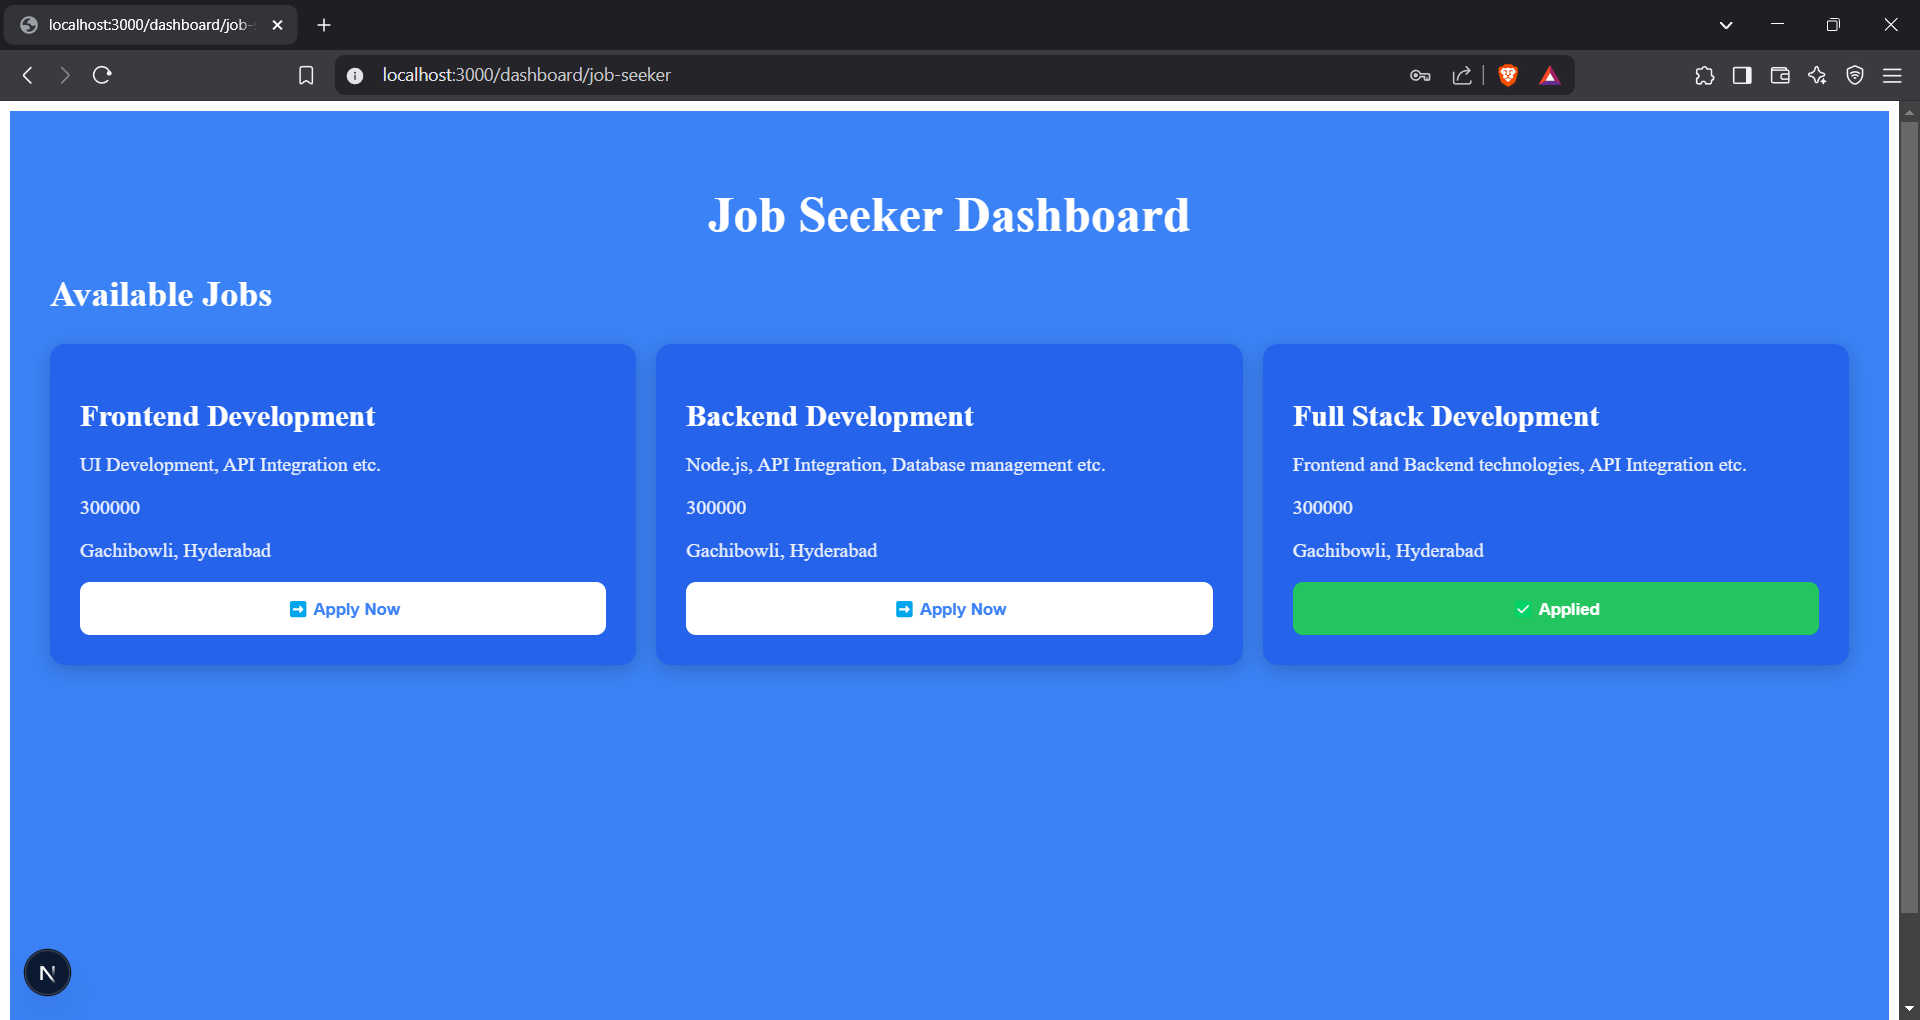 localhost:3000/dashboard/job-
localhost:3000/dashboard/job-seeker
Job Seeker Dashboard
Available Jobs
Frontend Development
UI Development, API Integration etc.
300000
Gachibowli, Hyderabad
➡️ Apply Now
Backend Development
Node.js, API Integration, Database management etc.
300000
Gachibowli, Hyderabad
➡️ Apply Now
Full Stack Development
Frontend and Backend technologies, API Integration etc.
300000
Gachibowli, Hyderabad
✓ Applied
N